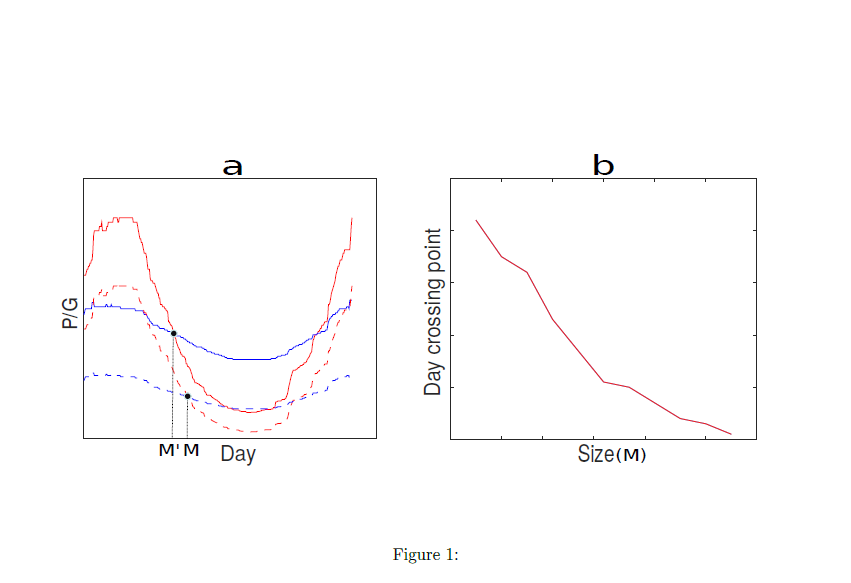 a
b
P/G
Day crossing point
M'M
Day
Size(M)
Figure 1: